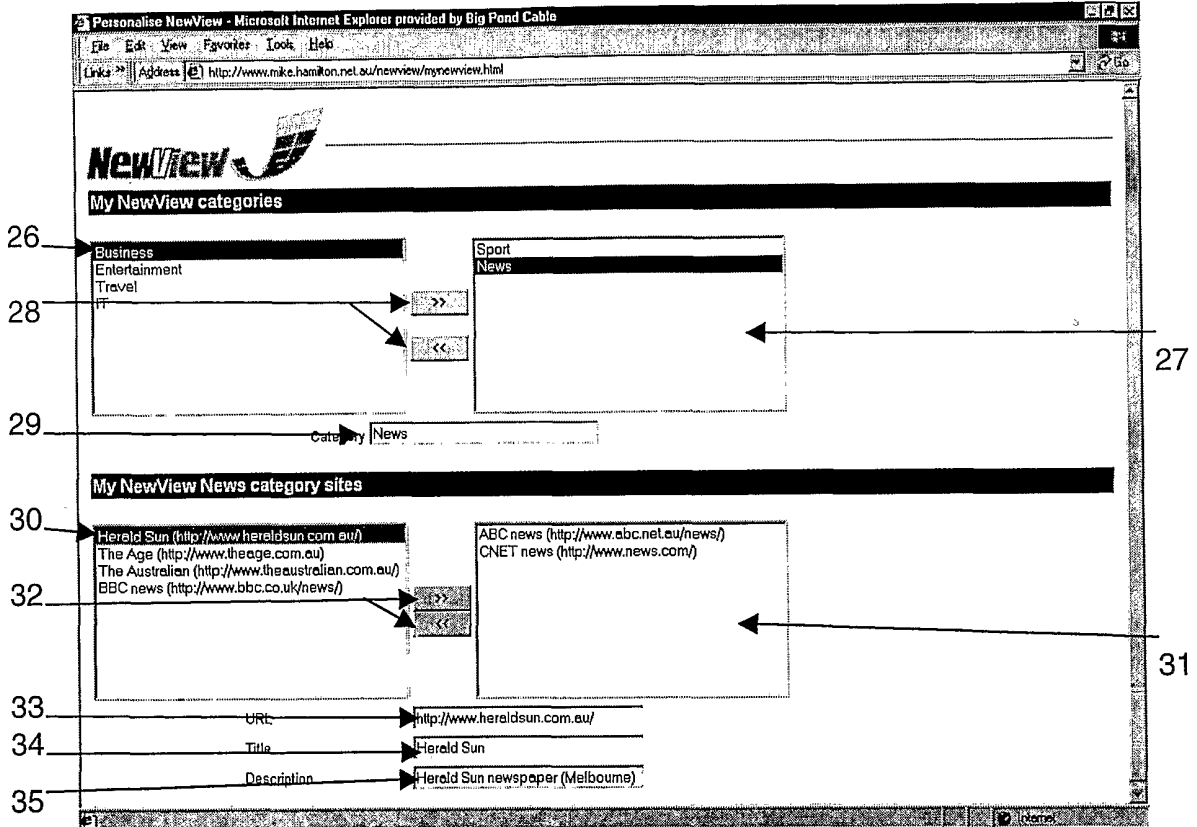 Personalise NewView - Microsoft Internet Explorer provided by Big Pond Cable
File Edit View Favorites Tools Help
Links » Address http://www.mike.hamilton.net.au/newview/mynewview.html Go
NewView
My NewView categories
26
Business
Entertainment
Travel
IT
Sport
News
28
>>
<<
27
29
Category News
My NewView News category sites
30
Herald Sun (http://www.heraldsun.com.au/)
The Age (http://www.theage.com.au)
The Australian (http://www.theaustralian.com.au/)
BBC news (http://www.bbc.co.uk/news/)
ABC news (http://www.abc.net.au/news/)
CNET news (http://www.news.com/)
32
>>
<<
31
33
URL http://www.heraldsun.com.au/
34
Title Herald Sun
35
Description Herald Sun newspaper (Melbourne)
Internet